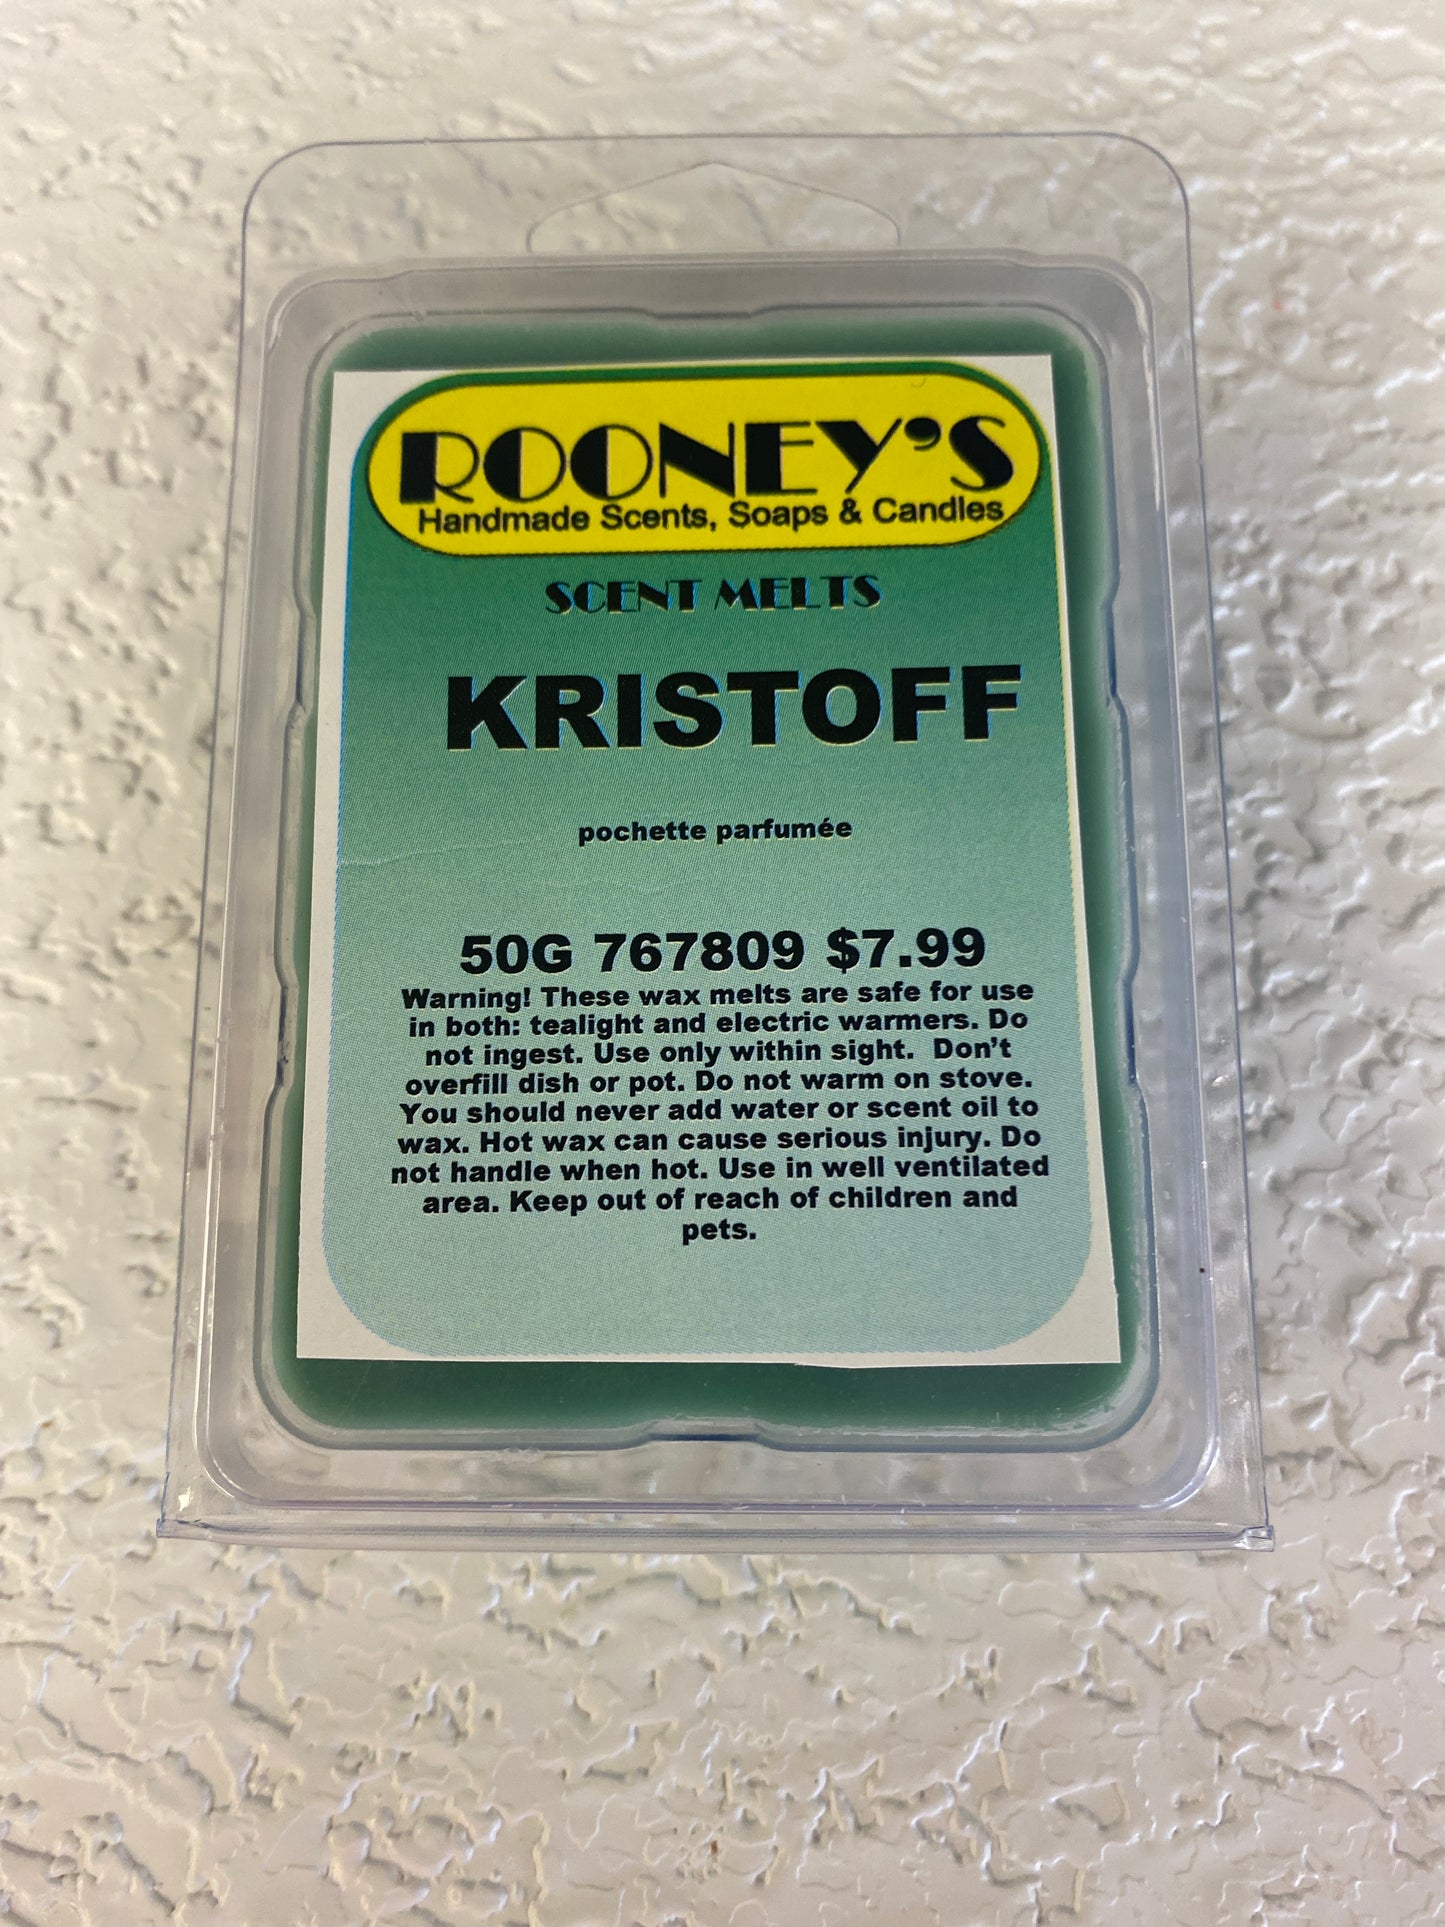 ROONEY'S
Handmade Scents, Soaps & Candles
SCENT MELTS
KRISTOFF
pochette parfumée
50G 767809 $7.99
Warning! These wax melts are safe for use
in both: tealight and electric warmers. Do
not ingest. Use only within sight. Don't
overfill dish or pot. Do not warm on stove.
You should never add water or scent oil to
wax. Hot wax can cause serious injury. Do
not handle when hot. Use in well ventilated
area. Keep out of reach of children and
pets.